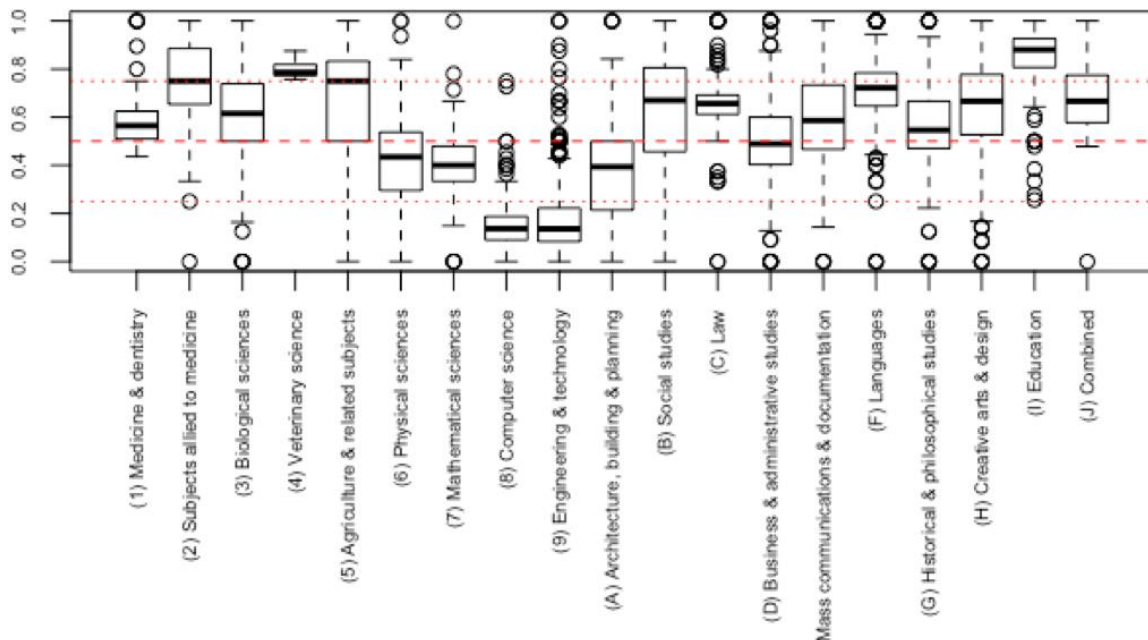 1.0
0.8
0.6
0.4
0.2
0.0
(1) Medicine & dentistry
(2) Subjects allied to medicine
(3) Biological sciences
(4) Veterinary science
(5) Agriculture & related subjects
(6) Physical sciences
(7) Mathematical sciences
(8) Computer science
(9) Engineering & technology
(A) Architecture, building & planning
(B) Social studies
(C) Law
(D) Business & administrative studies
Mass communications & documentation
(F) Languages
(G) Historical & philosophical studies
(H) Creative arts & design
(I) Education
(J) Combined